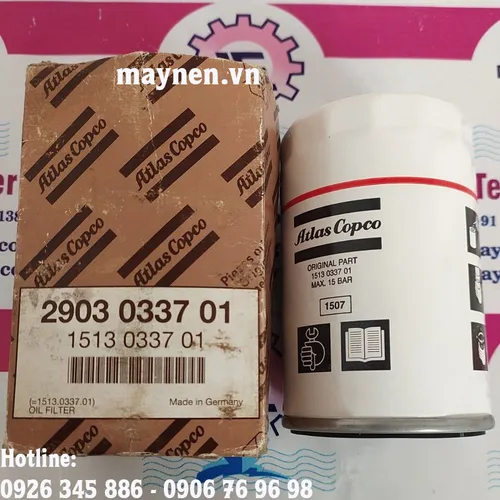 maynen.vn
Atlas Copco
Atlas Copco
Atlas Copco
Atlas Copco
2903 0337 01
1513 0337 01
(=1513.0337.01)
OIL FILTER
Made in Germany
Atlas Copco
Atlas Copco
ORIGINAL PART
1513 0337 01
MAX. 15 BAR
1507
Hotline:
0926 345 886 - 0906 76 96 98